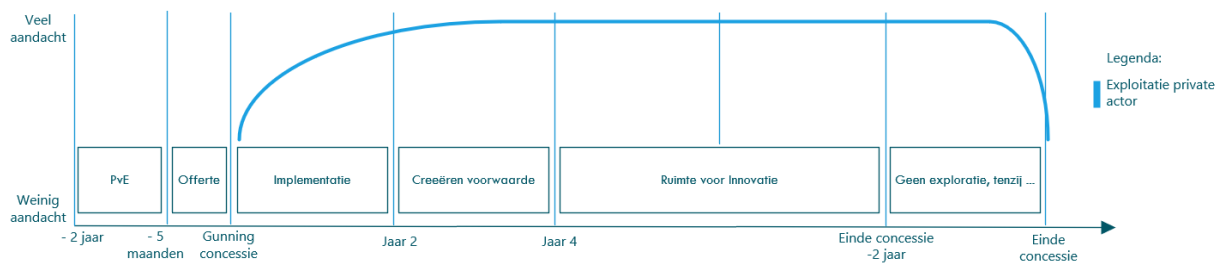 Veel
aandacht
Legenda:
Exploitatie private
actor
PvE
Offerte
Implementatie
Creeëren voorwaarde
Ruimte voor Innovatie
Geen exploratie, tenzij ...
Weinig
aandacht
- 2 jaar
- 5
maanden
Gunning
concessie
Jaar 2
Jaar 4
Einde concessie
-2 jaar
Einde
concessie